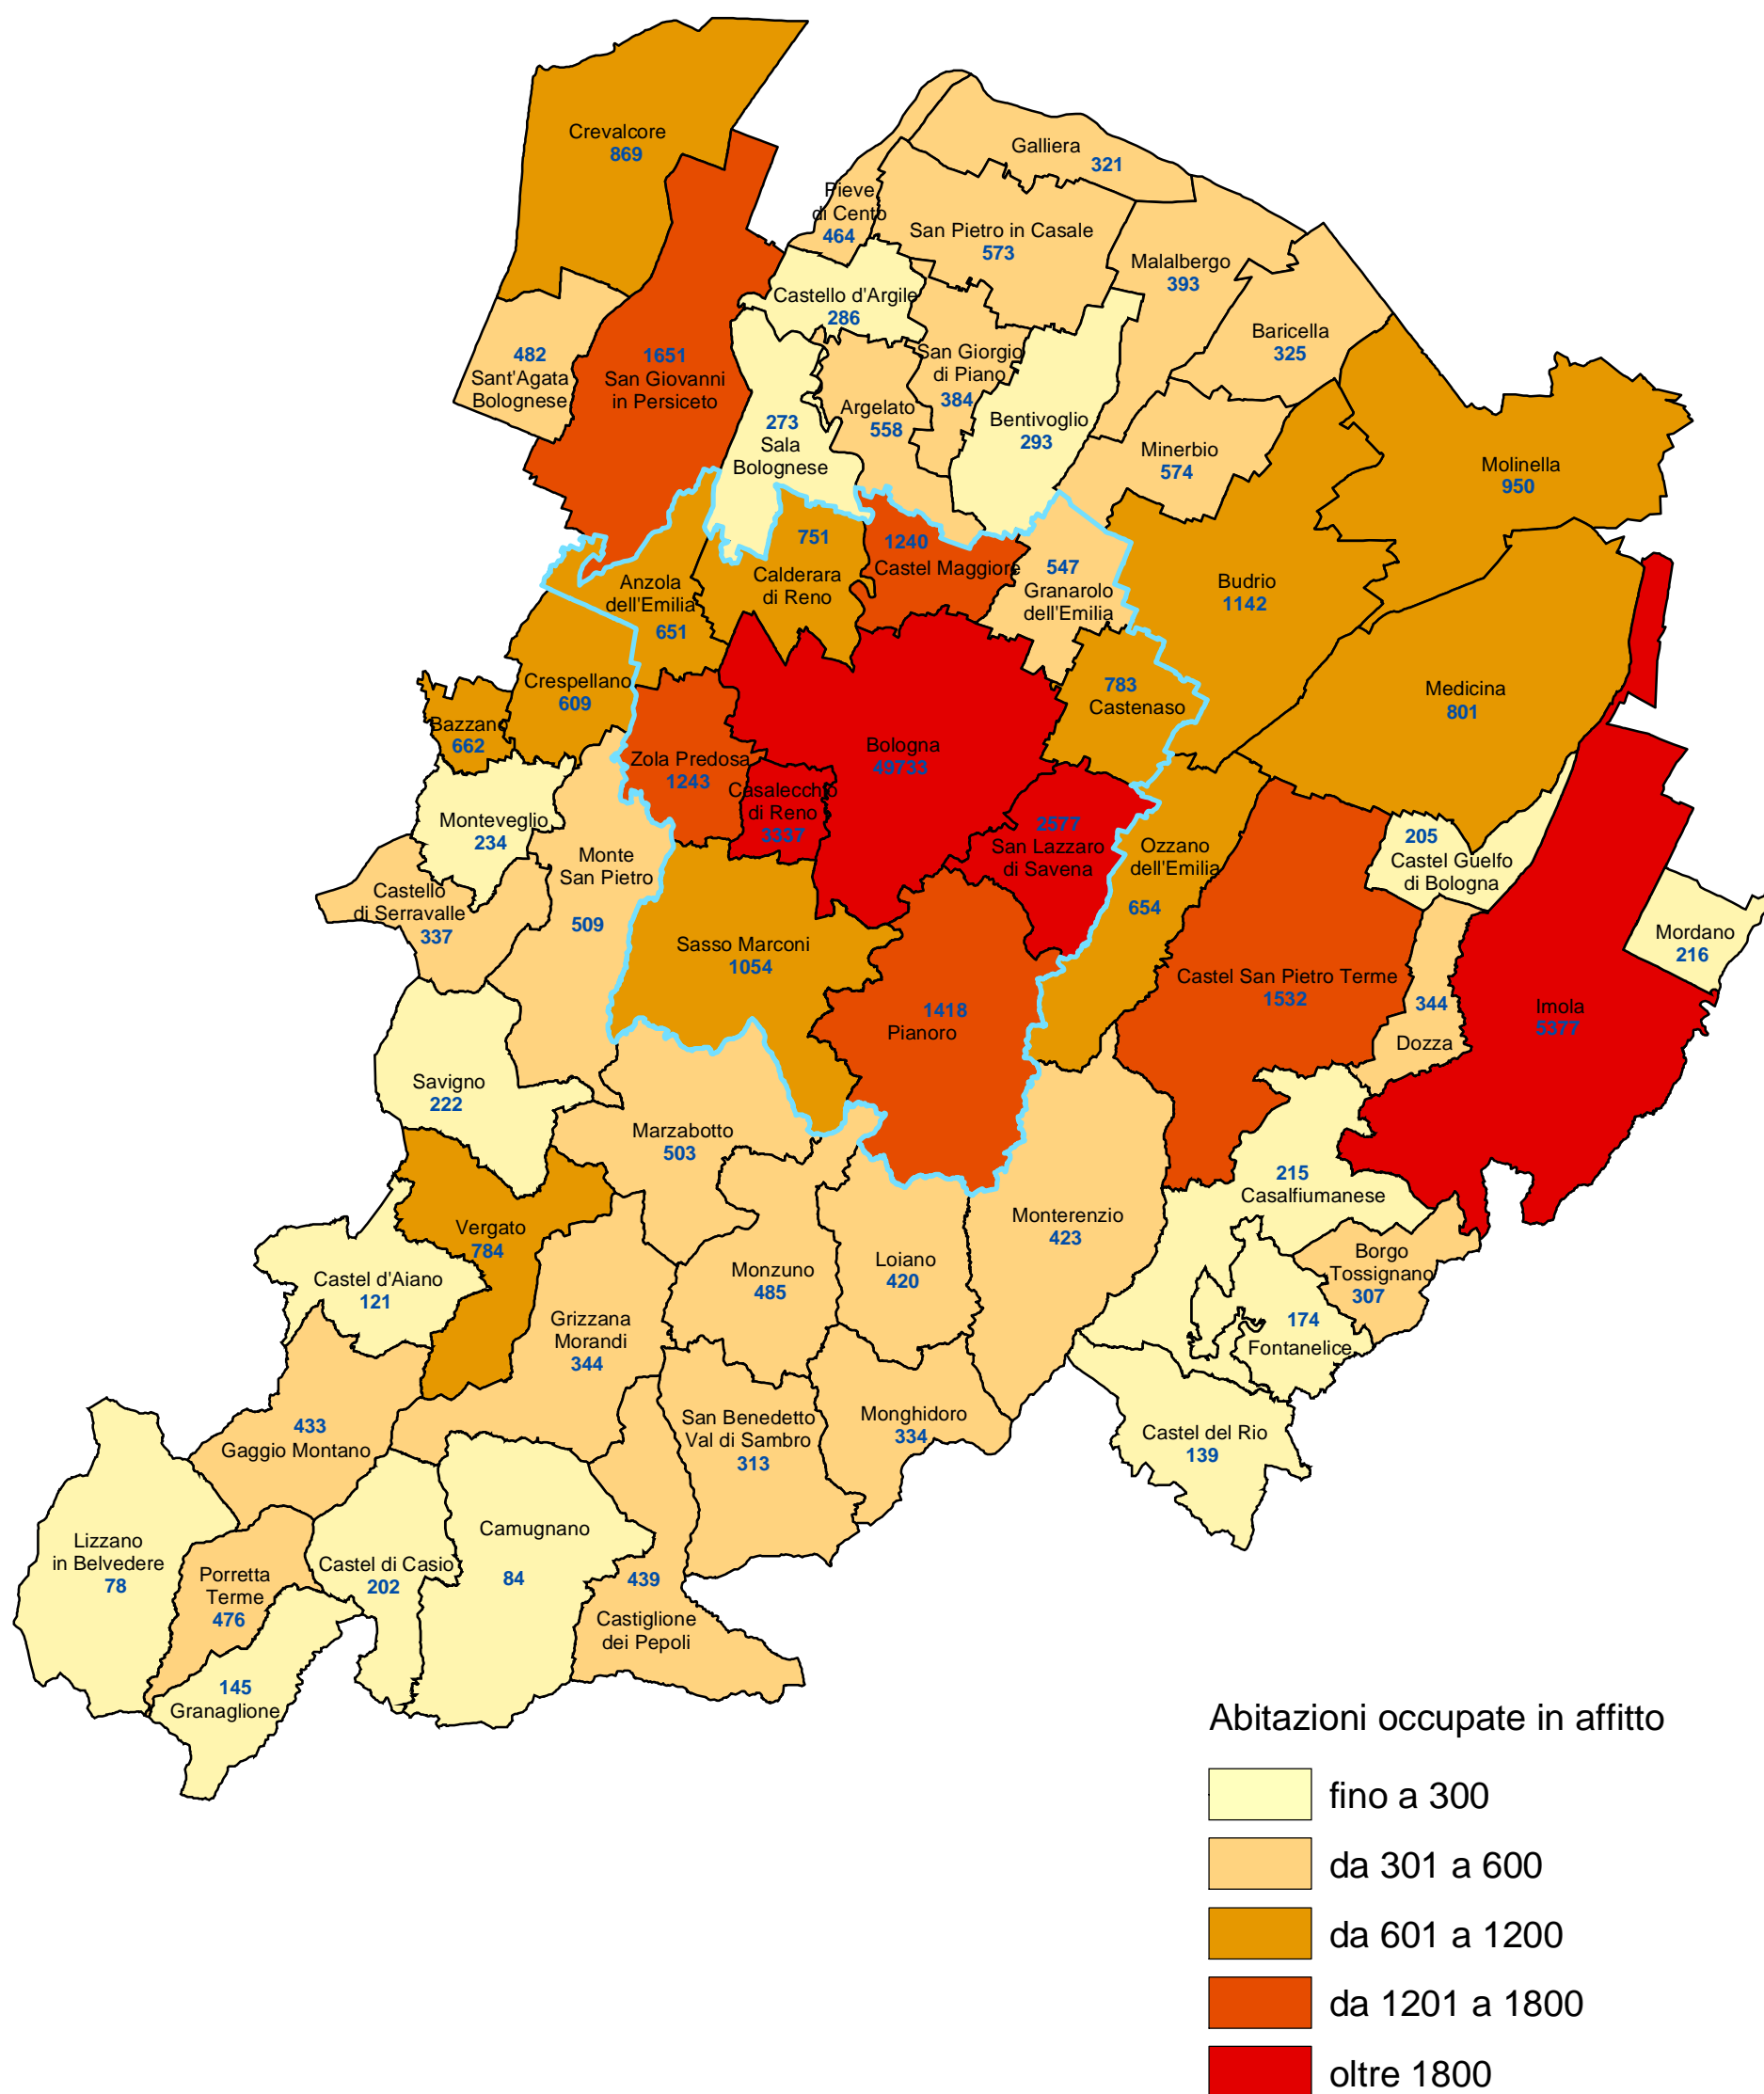 Crevalcore
869
Galliera
321
Pieve
di Cento
464
San Pietro in Casale
573
Malalbergo
393
Castello d'Argile
286
Baricella
325
482
Sant'Agata
Bolognese
1651
San Giovanni
in Persiceto
San Giorgio
di Piano
384
273
Sala
Bolognese
Argelato
558
Bentivoglio
293
Minerbio
574
Molinella
950
751
Calderara
di Reno
1240
Castel Maggiore
547
Granarolo
dell'Emilia
Anzola
dell'Emilia
651
Budrio
1142
Crespellano
609
783
Castenaso
Medicina
801
Bazzano
662
Bologna
49733
Zola Predosa
1243
Casalecchio
di Reno
3337
Monteveglio
234
2577
San Lazzaro
di Savena
Ozzano
dell'Emilia
654
205
Castel Guelfo
di Bologna
Monte
San Pietro
509
Castello
di Serravalle
337
Mordano
216
Sasso Marconi
1054
Castel San Pietro Terme
1532
344
Dozza
Imola
5377
1418
Pianoro
Savigno
222
Marzabotto
503
215
Casalfiumanese
Vergato
784
Monterenzio
423
Castel d'Aiano
121
Monzuno
485
Loiano
420
Borgo
Tossignano
307
Grizzana
Morandi
344
174
Fontanelice
433
Gaggio Montano
San Benedetto
Val di Sambro
313
Monghidoro
334
Castel del Rio
139
Lizzano
in Belvedere
78
Porretta
Terme
476
Castel di Casio
202
Camugnano
84
439
Castiglione
dei Pepoli
145
Granaglione
Abitazioni occupate in affitto
fino a 300
da 301 a 600
da 601 a 1200
da 1201 a 1800
oltre 1800